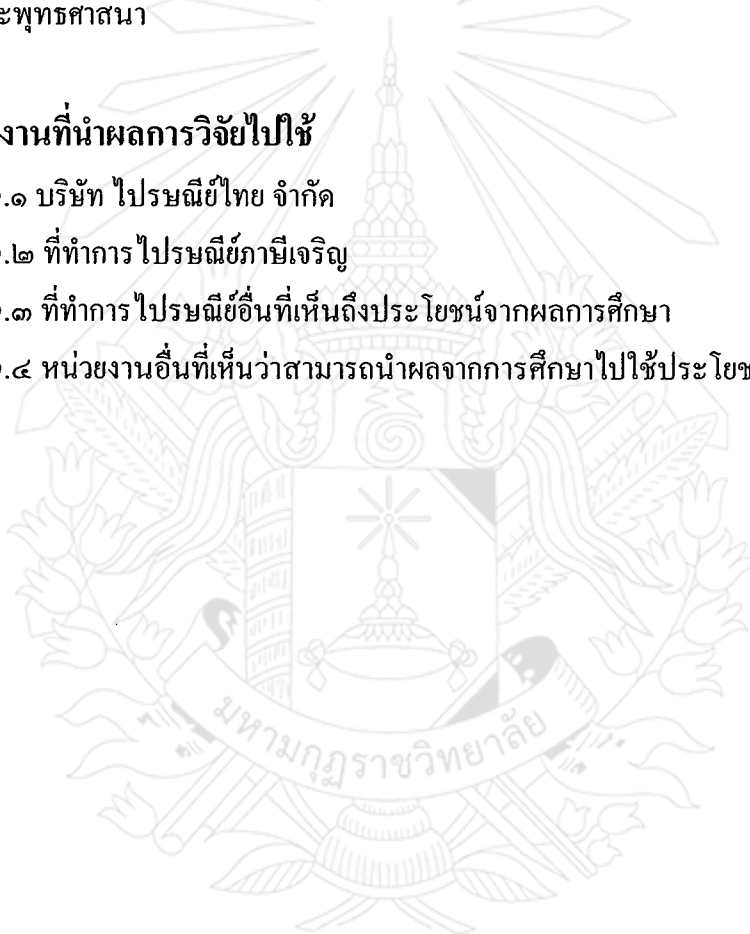 ะพุทธศาสนา
งานที่นำผลการวิจัยไปใช้
.๑ บริษัท ไปรษณีย์ไทย จำกัด
.๒ ที่ทำการไปรษณีย์ภาษีเจริญ
.๓ ที่ทำการไปรษณีย์อื่นที่เห็นถึงประโยชน์จากผลการศึกษา
.๔ หน่วยงานอื่นที่เห็นว่าสามารถนำผลจากการศึกษาไปใช้ประโยช
มหามกุฏราชวิทยาลัย